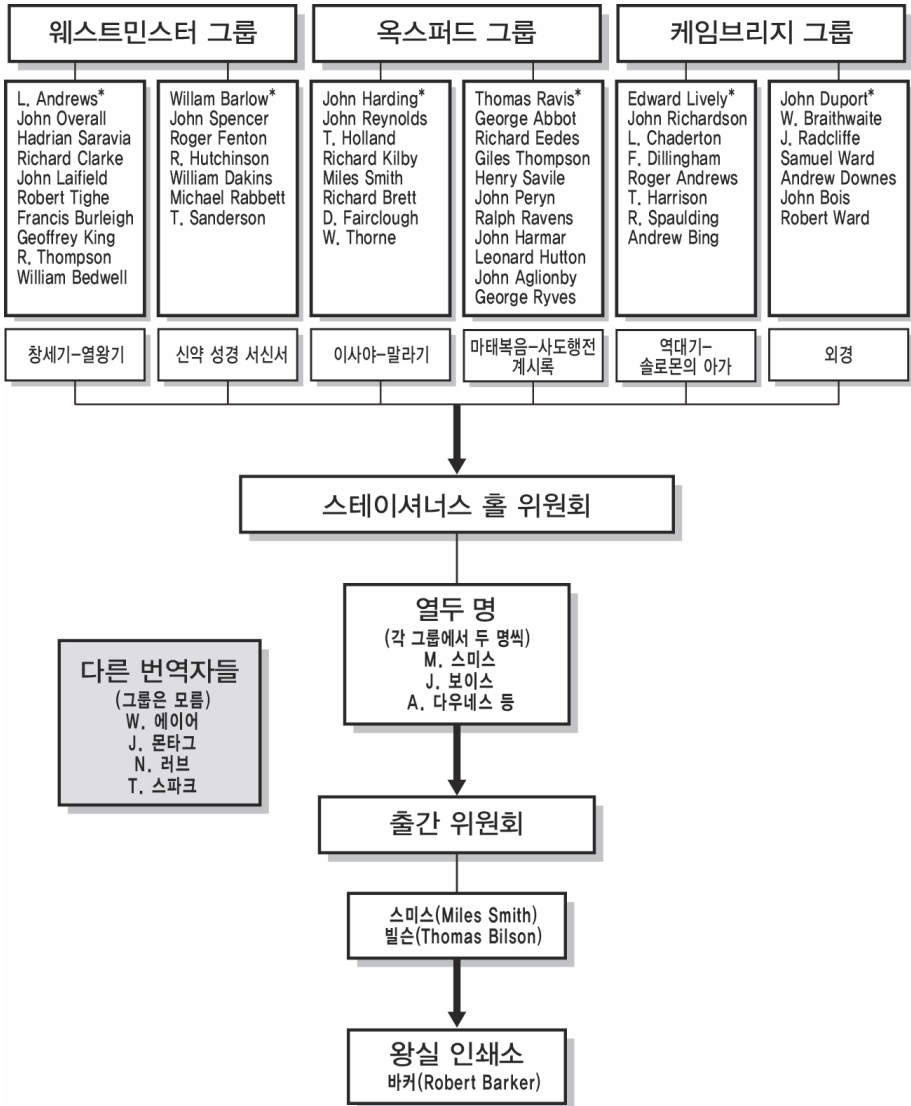 웨스트민스터 그룹
옥스퍼드 그룹
케임브리지 그룹
L. Andrews*
John Overall
Hadrian Saravia
Richard Clarke
John Laifield
Robert Tighe
Francis Burleigh
Geoffrey King
R. Thompson
William Bedwell
Willam Barlow*
John Spencer
Roger Fenton
R. Hutchinson
William Dakins
Michael Rabbett
T. Sanderson
John Harding*
John Reynolds
T. Holland
Richard Kilby
Miles Smith
Richard Brett
D. Fairclough
W. Thorne
Thomas Ravis*
George Abbot
Richard Eedes
Giles Thompson
Henry Savile
John Peryn
Ralph Ravens
John Harmar
Leonard Hutton
John Aglionby
George Ryves
Edward Lively*
John Richardson
L. Chaderton
F. Dillingham
Roger Andrews
T. Harrison
R. Spaulding
Andrew Bing
John Duport*
W. Braithwaite
J. Radcliffe
Samuel Ward
Andrew Downes
John Bois
Robert Ward
창세기-열왕기
신약 성경 서신서
이사야-말라기
마태복음-사도행전
계시록
역대기-
솔로몬의 아가
외경
스테이셔너스 홀 위원회
열두 명
(각 그룹에서 두 명씩)
M. 스미스
J. 보이스
A. 다우네스 등
다른 번역자들
(그룹은 모름)
W. 에이어
J. 몬타그
N. 러브
T. 스파크
출간 위원회
스미스(Miles Smith)
빌슨(Thomas Bilson)
왕실 인쇄소
바커(Robert Barker)